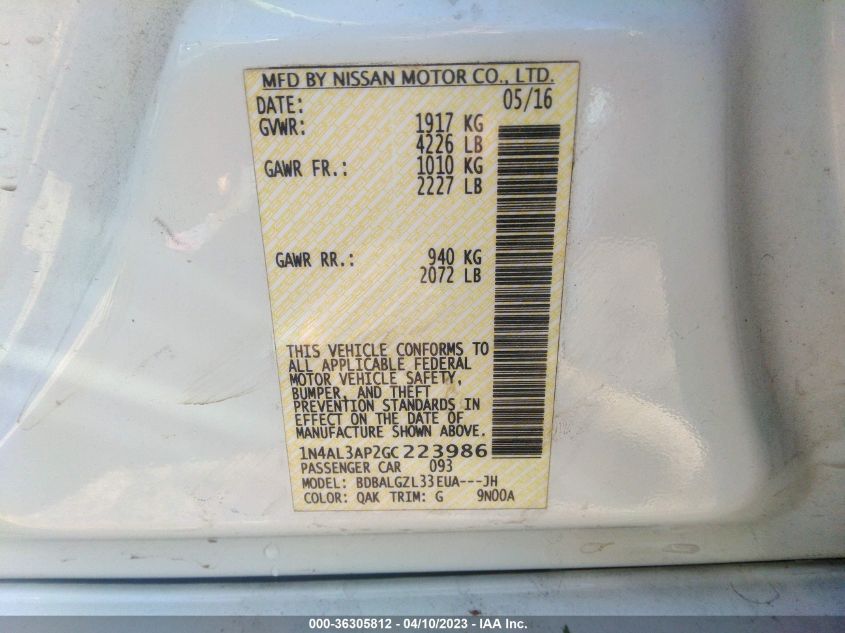 MFD BY NISSAN MOTOR CO., LTD.
DATE: 05/16
GVWR: 1917 KG
4226 LB
GAWR FR.: 1010 KG
2227 LB
GAWR RR.: 940 KG
2072 LB
THIS VEHICLE CONFORMS TO
ALL APPLICABLE FEDERAL
MOTOR VEHICLE SAFETY,
BUMPER, AND THEFT
PREVENTION STANDARDS IN
EFFECT ON THE DATE OF
MANUFACTURE SHOWN ABOVE.
1N4AL3AP2GC223986
PASSENGER CAR 093
MODEL: BDBALGZL33EUA---JH
COLOR: QAK TRIM: G 9N00A
000-36305812 - 04/10/2023 - IAA Inc.